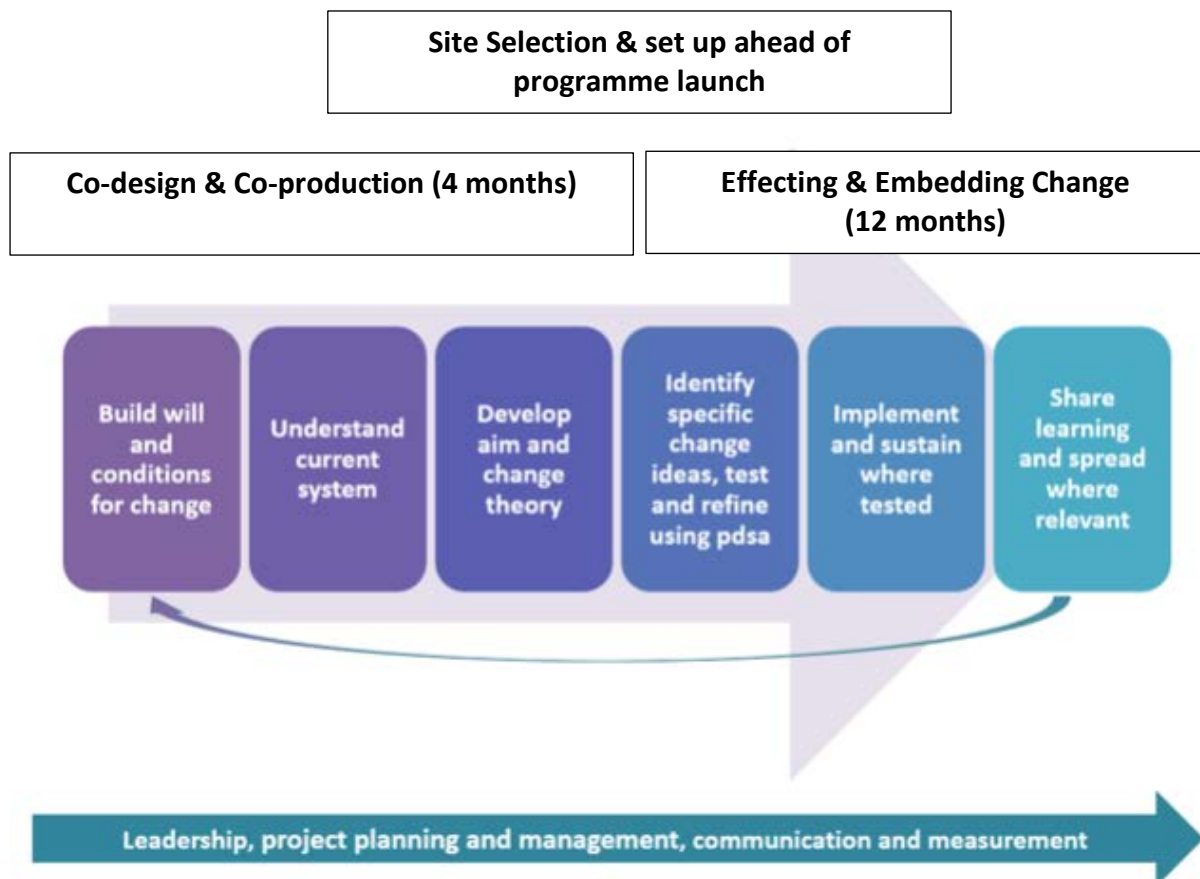 Site Selection & set up ahead of
programme launch
Co-design & Co-production (4 months)
Effecting & Embedding Change
(12 months)
Build will
and
conditions
for change
Understand
current
system
Develop
aim and
change
theory
Identify
specific
change
ideas, test
and refine
using pdsa
Implement
and sustain
where
tested
Share
learning
and spread
where
relevant
Leadership, project planning and management, communication and measurement